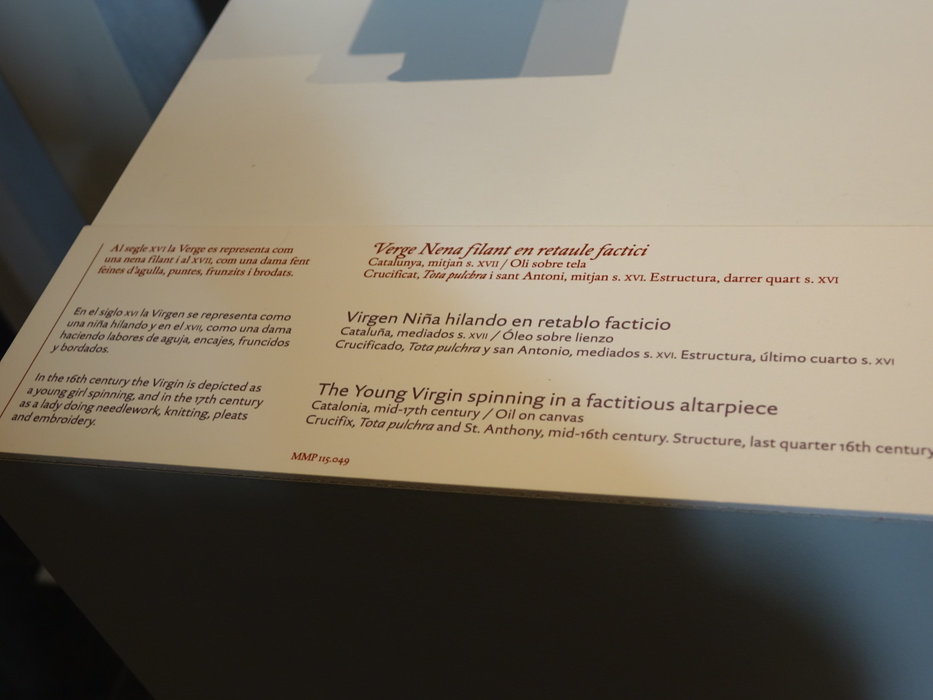 Al segle XVI la Verge es representa com
una nena filant i al XVII, com una dama fent
feines d'agulla, puntes, frunzits i brodats.
En el siglo XVI la Virgen se representa como
una niña hilando y en el XVII, como una dama
haciendo labores de aguja, encajes, fruncidos
y bordados.
In the 16th century the Virgin is depicted as
a young girl spinning, and in the 17th century
as a lady doing needlework, knitting, pleats
and embroidery.
Verge Nena filant en retaule factici
Catalunya, mitjan s. XVII / Oli sobre tela
Crucificat, Tota pulchra i sant Antoni, mitjan s. XVI. Estructura, darrer quart s. XVI
Virgen Niña hilando en retablo facticio
Cataluña, mediados s. XVII / Óleo sobre lienzo
Crucificado, Tota pulchra y san Antonio, mediados s. XVI. Estructura, último cuarto s. XVI
The Young Virgin spinning in a factitious altarpiece
Catalonia, mid-17th century / Oil on canvas
Crucifix, Tota pulchra and St. Anthony, mid-16th century. Structure, last quarter 16th century
MMP 115.049